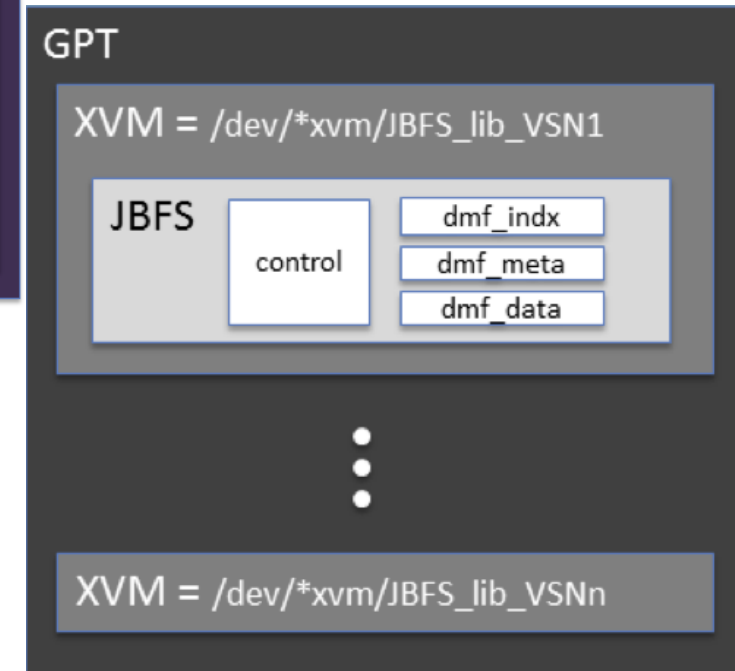 GPT
XVM = /dev/*xvm/JBFS_lib_VSN1
JBFS
control
dmf_indx
dmf_meta
dmf_data
XVM = /dev/*xvm/JBFS_lib_VSNn